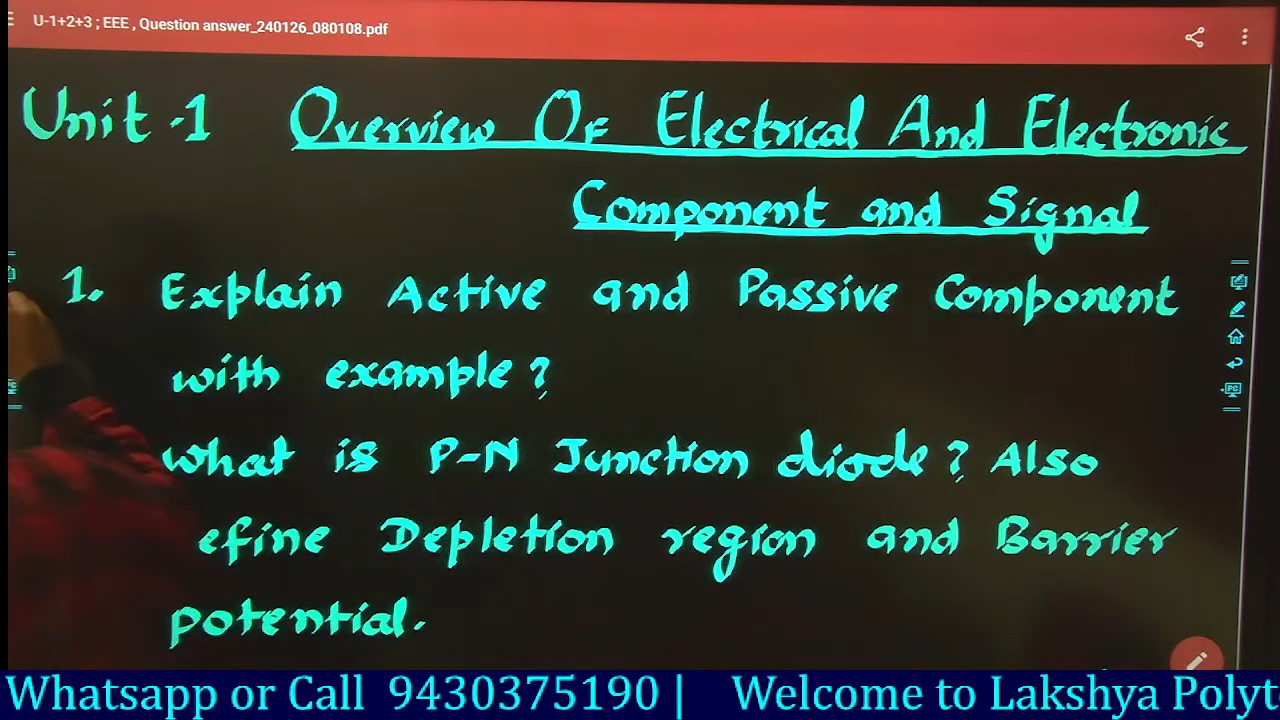 U-1+2+3 ; EEE , Question answer_240126_080108.pdf
Unit-1 Overview Of Electrical And Electronic
Component and Signal
1. Explain Active and Passive Component
with example?
what is P-N Junction diode? Also
efine Depletion region and Barrier
potential.
PC
Whatsapp or Call 9430375190 | Welcome to Lakshya Polyt